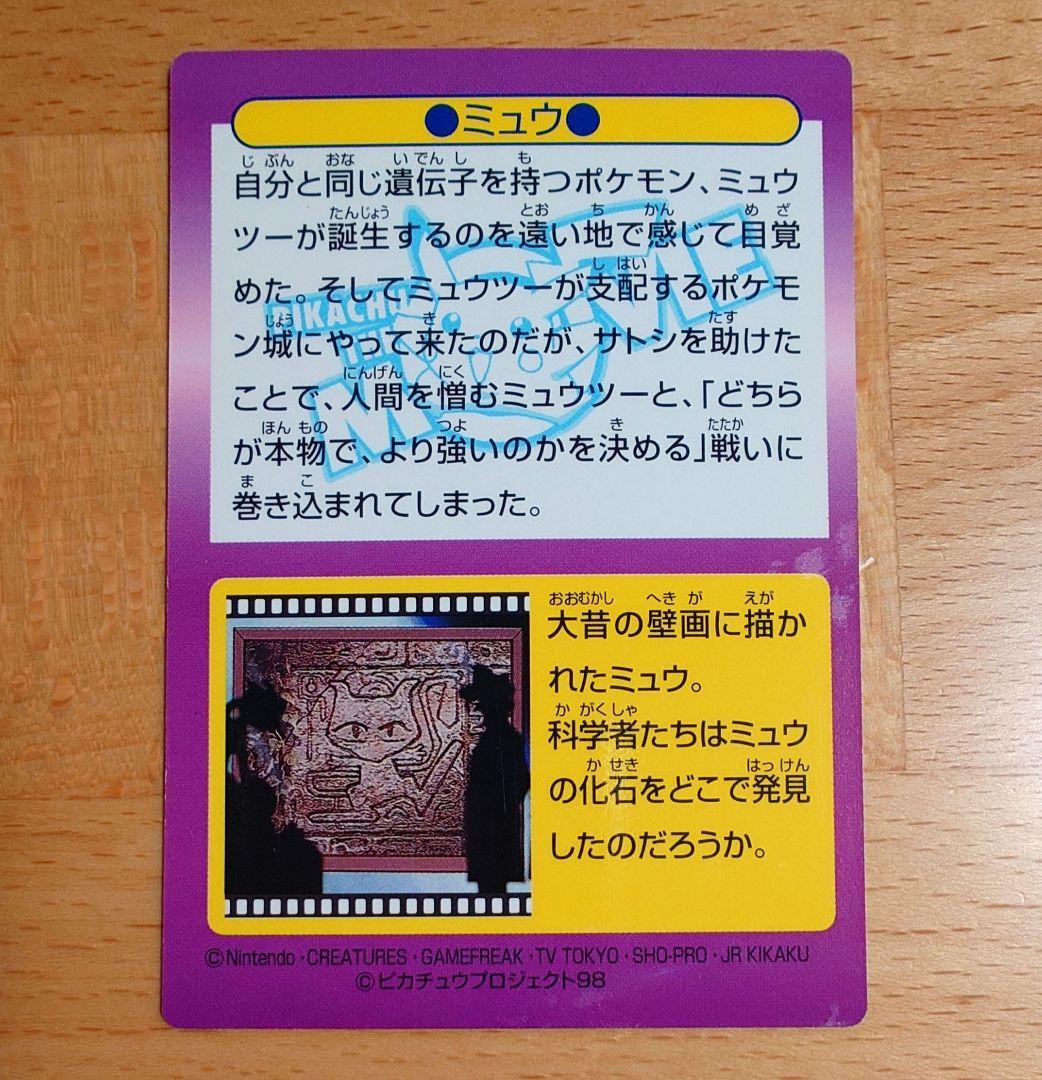 ●ミュウ●
自分と同じ遺伝子を持つポケモン、ミュウ
ツーが誕生するのを遠い地で感じて目覚
めた。そしてミュウツーが支配するポケモ
ン城にやって来たのだが、サトシを助けた
ことで、人間を憎むミュウツーと、「どちら
が本物で、より強いのかを決める」戦いに
巻き込まれてしまった。
大昔の壁画に描か
れたミュウ。
科学者たちはミュウ
の化石をどこで発見
したのだろうか。
©Nintendo・CREATURES・GAMEFREAK・TV TOKYO・SHO-PRO・JR KIKAKU
©ピカチュウプロジェクト98